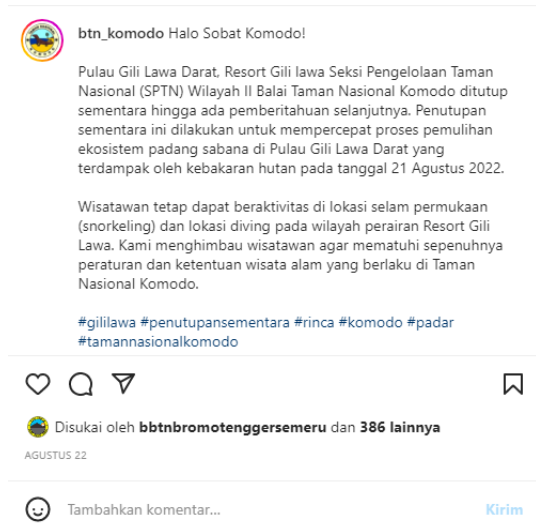 btn_komodo Halo Sobat Komodo!
Pulau Gili Lawa Darat, Resort Gili lawa Seksi Pengelolaan Taman
Nasional (SPTN) Wilayah II Balai Taman Nasional Komodo ditutup
sementara hingga ada pemberitahuan selanjutnya. Penutupan
sementara ini dilakukan untuk mempercepat proses pemulihan
ekosistem padang sabana di Pulau Gili Lawa Darat yang
terdampak oleh kebakaran hutan pada tanggal 21 Agustus 2022.
Wisatawan tetap dapat beraktivitas di lokasi selam permukaan
(snorkeling) dan lokasi diving pada wilayah perairan Resort Gili
Lawa. Kami menghimbau wisatawan agar mematuhi sepenuhnya
peraturan dan ketentuan wisata alam yang berlaku di Taman
Nasional Komodo.
#gililawa #penutupansementara #rinca #komodo #padar
#tamannasionalkomodo
Disukai oleh bbtnbromotenggersemeru dan 386 lainnya
AGUSTUS 22
Tambahkan komentar...
Kirim